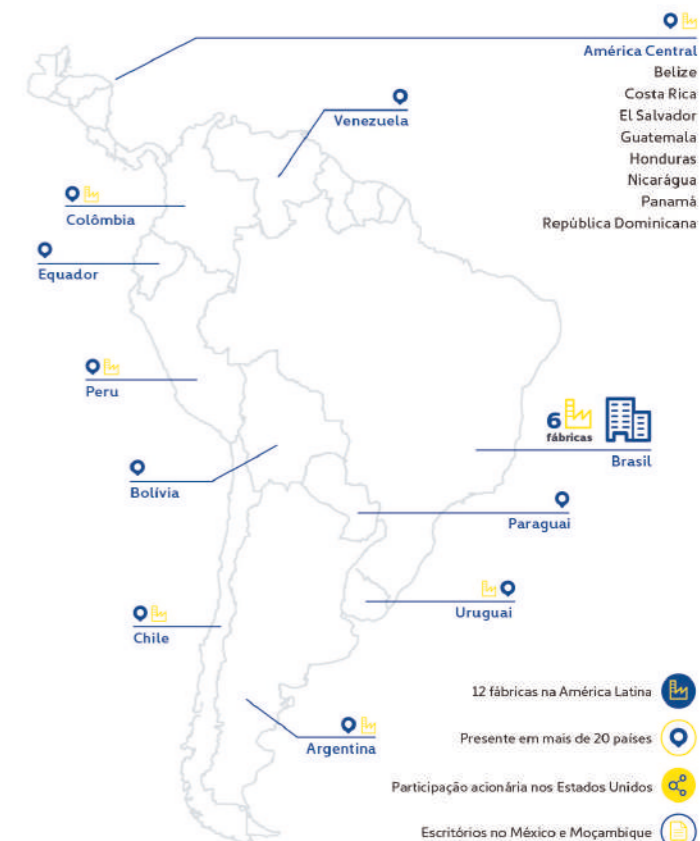 América Central
Belize
Costa Rica
El Salvador
Guatemala
Honduras
Nicarágua
Panamá
República Dominicana
Venezuela
Colômbia
Equador
Peru
6
fábricas
Brasil
Bolívia
Paraguai
Uruguai
Chile
Argentina
12 fábricas na América Latina
Presente em mais de 20 países
Participação acionária nos Estados Unidos
Escritórios no México e Moçambique